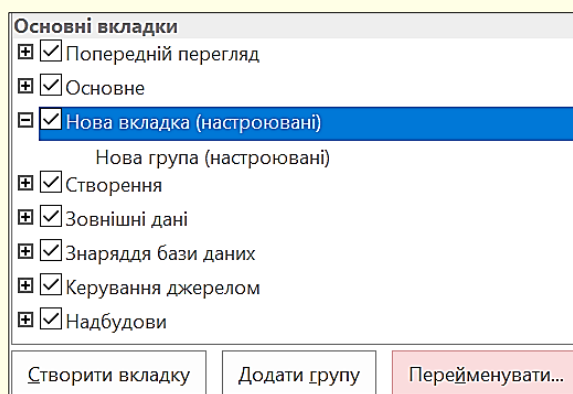 Основні вкладки
Попередній перегляд
Основне
Нова вкладка (настроювані)
Нова група (настроювані)
Створення
Зовнішні дані
Знаряддя бази даних
Керування джерелом
Надбудови
Створити вкладку Додати групу Перейменувати...